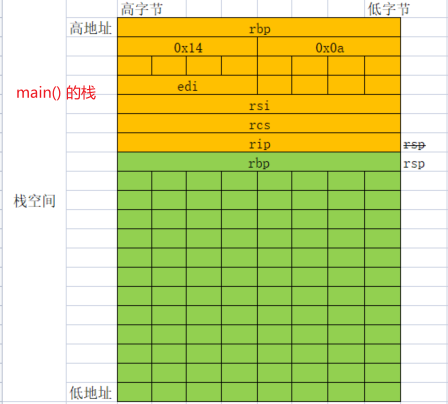 高字节 低字节
高地址 rbp
0x14 0x0a
edi
main() 的栈
rsi
rcs
rip rsp
rbp rsp
栈空间
低地址